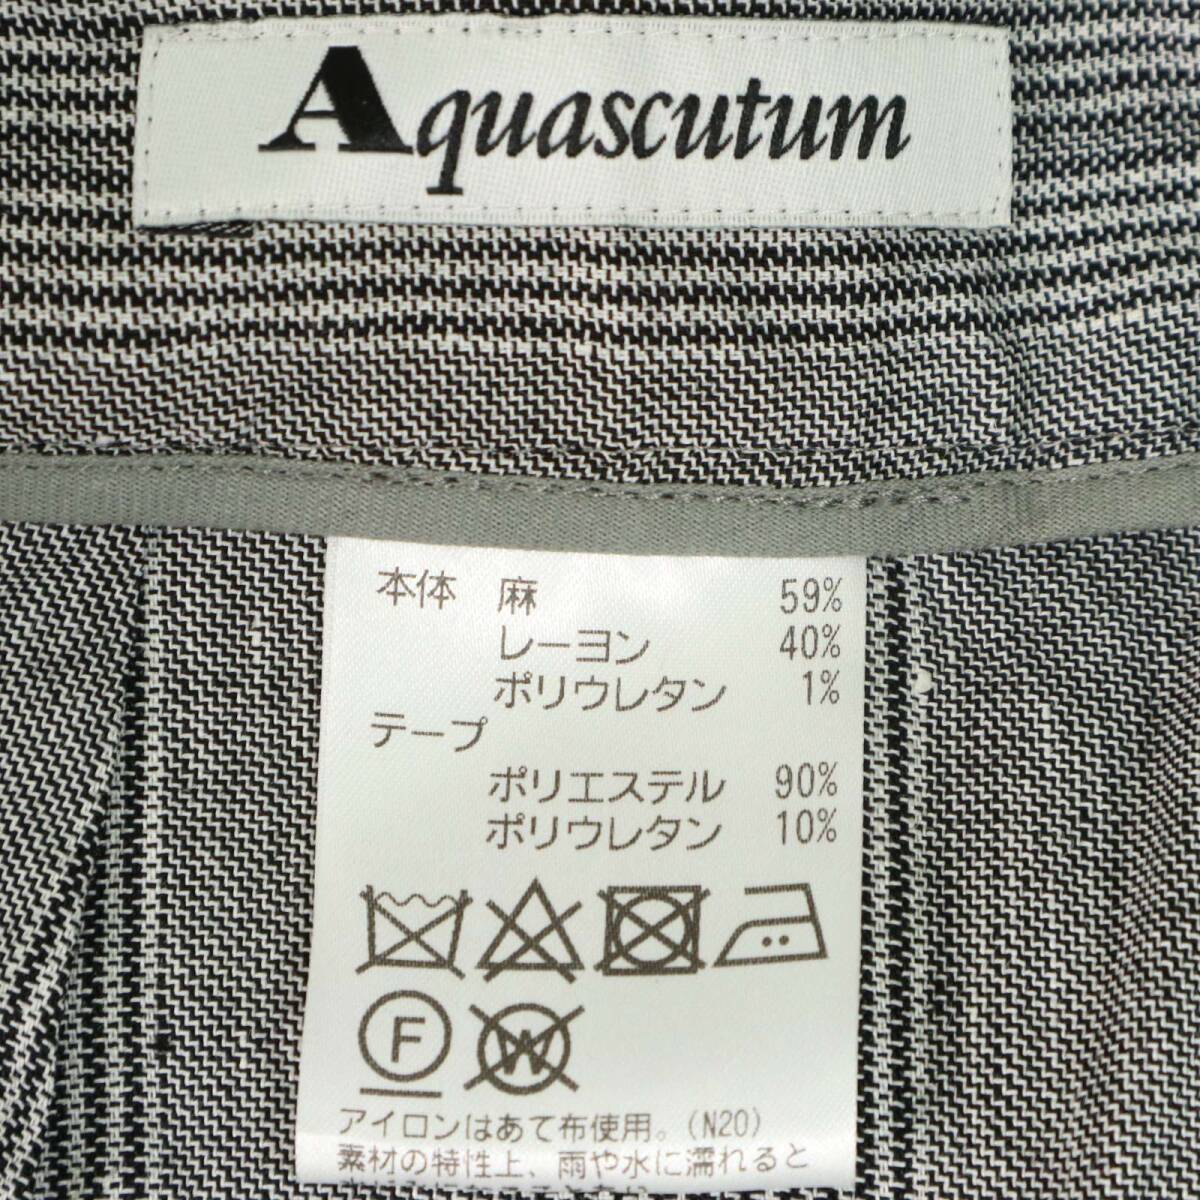 Aquascutum
本体 麻 59%
レーヨン 40%
ポリウレタン 1%
テープ
ポリエステル 90%
ポリウレタン 10%
F
W
アイロンはあて布使用。(N20)
素材の特性上、雨や水に濡れると